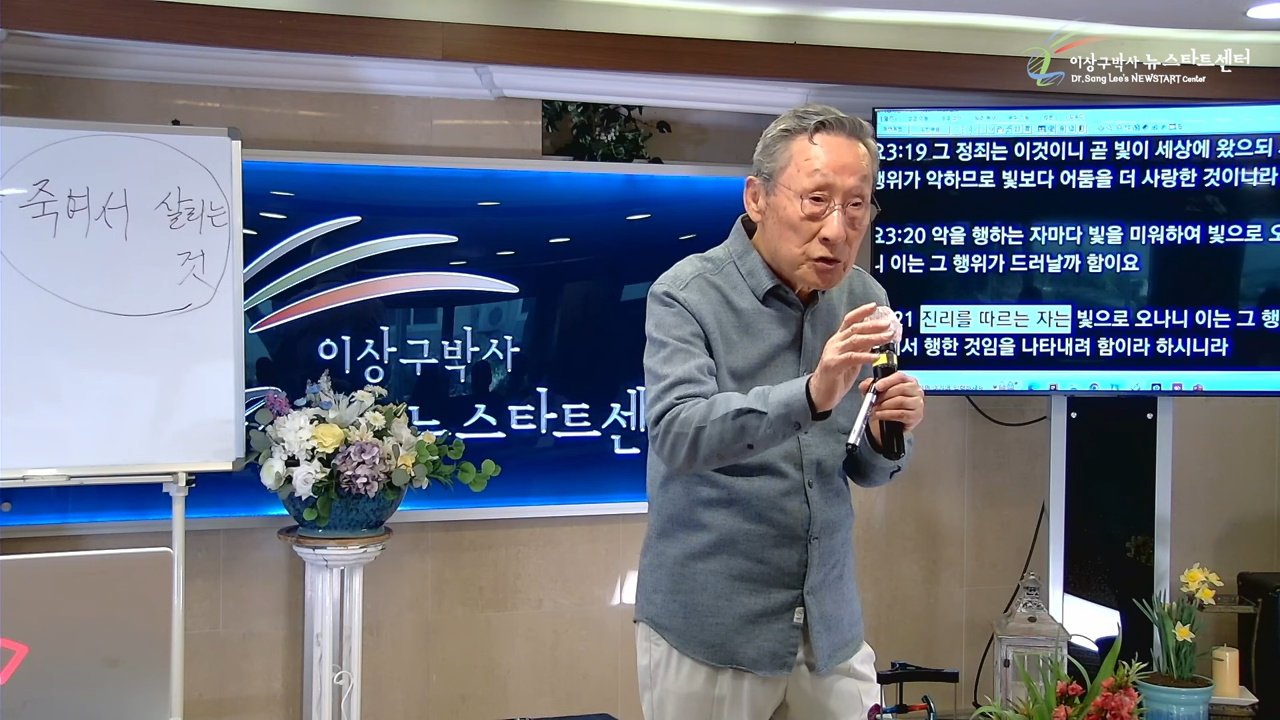 이상구박사 뉴스타트센터
Dr. Sang Lee's NEWSTART Center
죽여서 살리는
것
이상구박사
뉴스타트센
23:19 그 정죄는 이것이니 곧 빛이 세상에 왔으되
행위가 악하므로 빛보다 어둠을 더 사랑한 것이니라
23:20 악을 행하는 자마다 빛을 미워하여 빛으로 오
니 이는 그 행위가 드러날까 함이요
21 진리를 따르는 자는 빛으로 오나니 이는 그 행
서 행한 것임을 나타내려 함이라 하시니라